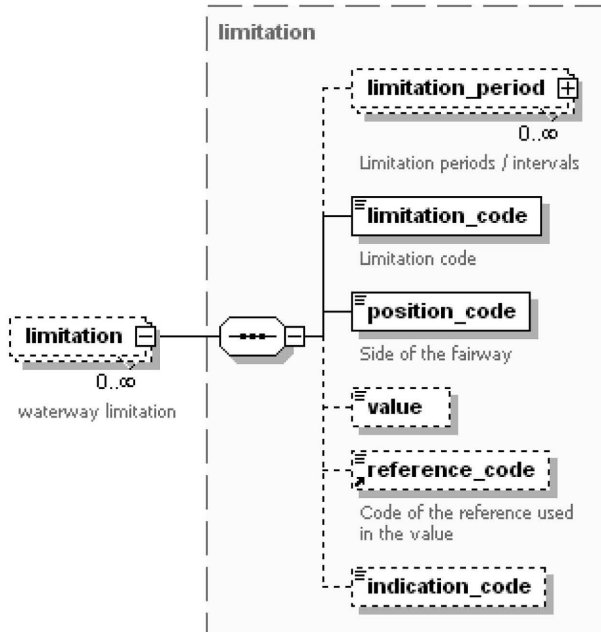 limitation
limitation_period
0..∞
Limitation periods / intervals
limitation_code
Limitation code
position_code
Side of the fairway
limitation
0..∞
waterway limitation
value
reference_code
Code of the reference used
in the value
indication_code